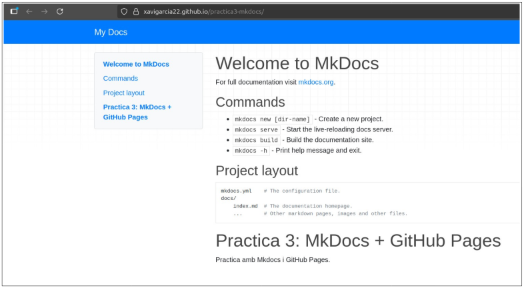 xavigarcia22.github.io/practica3-mkdocs/
My Docs
Welcome to MkDocs
Commands
Project layout
Practica 3: MkDocs +
GitHub Pages
Welcome to MkDocs
For full documentation visit mkdocs.org.
Commands
mkdocs new [dir-name] - Create a new project.
mkdocs serve - Start the live-reloading docs server.
mkdocs build - Build the documentation site.
mkdocs -h - Print help message and exit.
Project layout
mkdocs.yml # The configuration file.
docs/
index.md # The documentation homepage.
... # Other markdown pages, images and other files.
Practica 3: MkDocs + GitHub Pages
Practica amb Mkdocs i GitHub Pages.